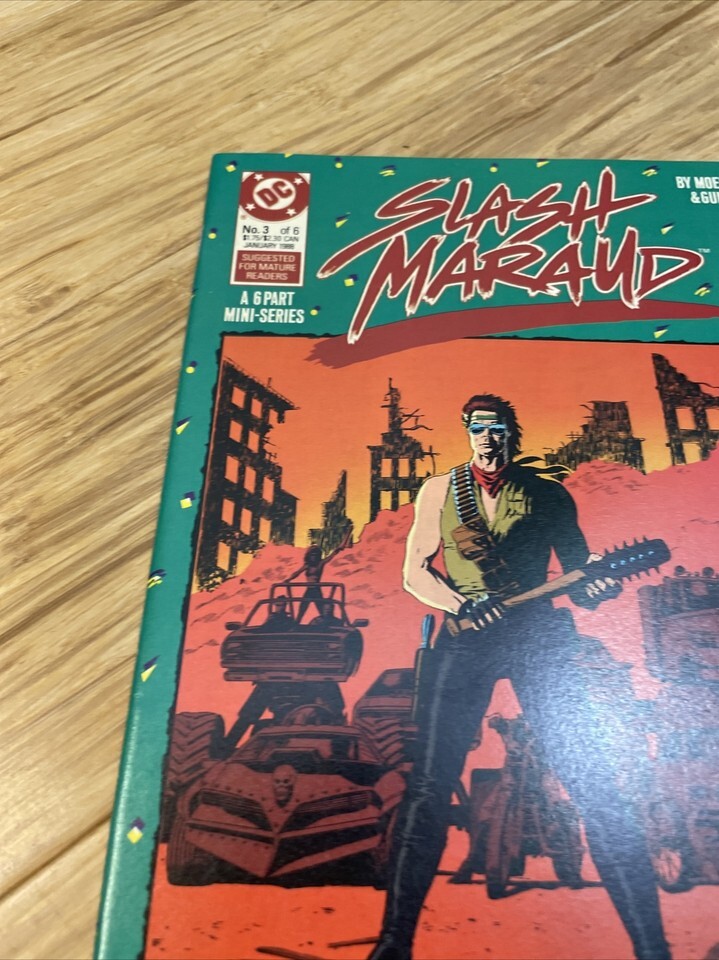 DC
No. 3 of 6
$1.75/$2.30 CAN
JANUARY 1988
SUGGESTED
FOR MATURE
READERS
A 6 PART
MINI-SERIES
SLASH
MARAUD™
BY MOE
& GU